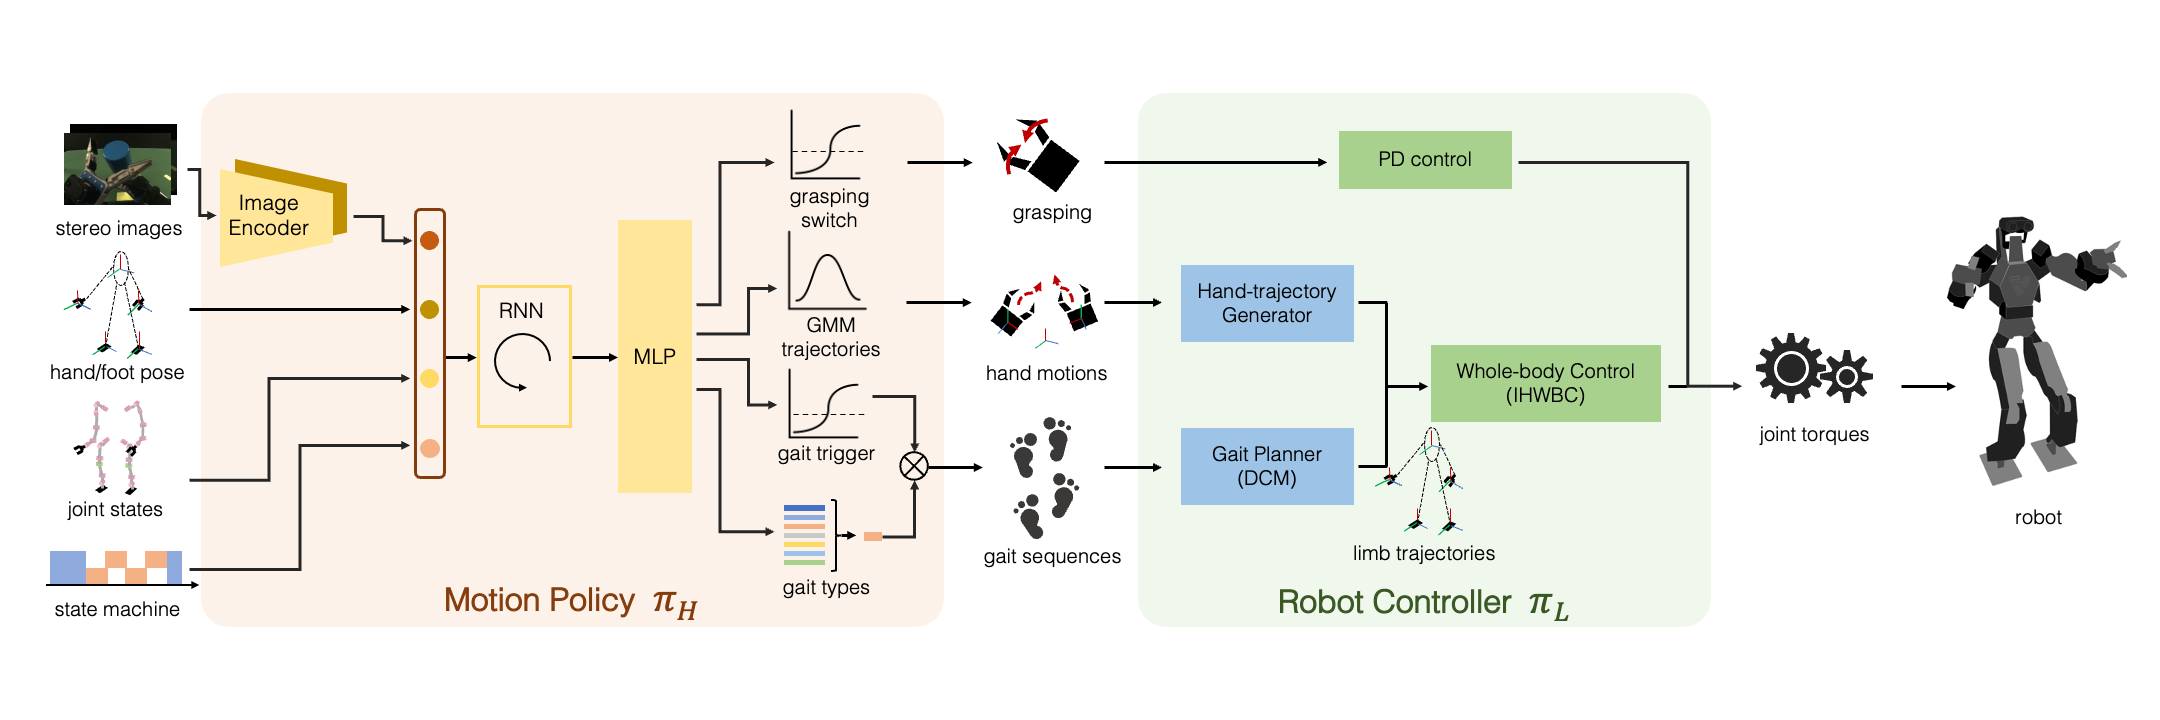 stereo images
hand/foot pose
joint states
state machine
Image
Encoder
RNN
MLP
grasping
switch
GMM
trajectories
gait trigger
gait types
Motion Policy π_H
grasping
hand motions
gait sequences
PD control
Hand-trajectory
Generator
Gait Planner
(DCM)
Whole-body Control
(IHWBC)
limb trajectories
Robot Controller π_L
joint torques
robot